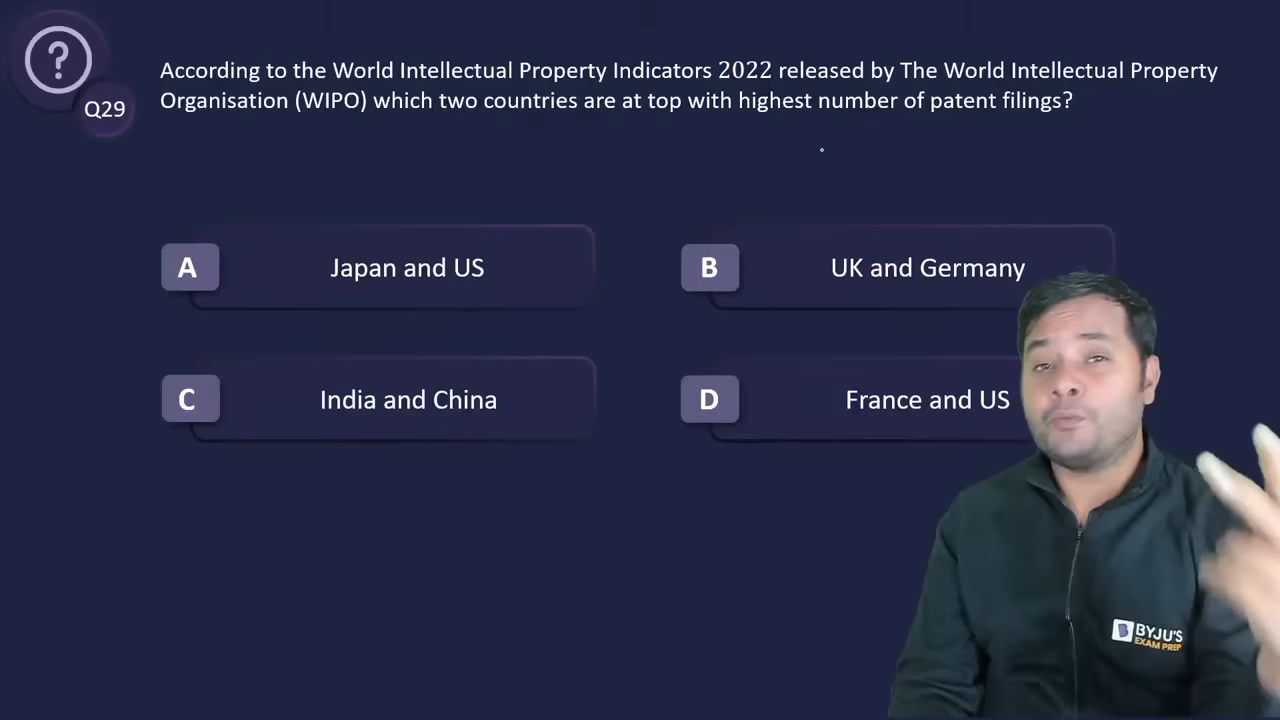 ?
Q29
According to the World Intellectual Property Indicators 2022 released by The World Intellectual Property
Organisation (WIPO) which two countries are at top with highest number of patent filings?
A Japan and US
B UK and Germany
C India and China
D France and US
BYJU'S
EXAM PREP